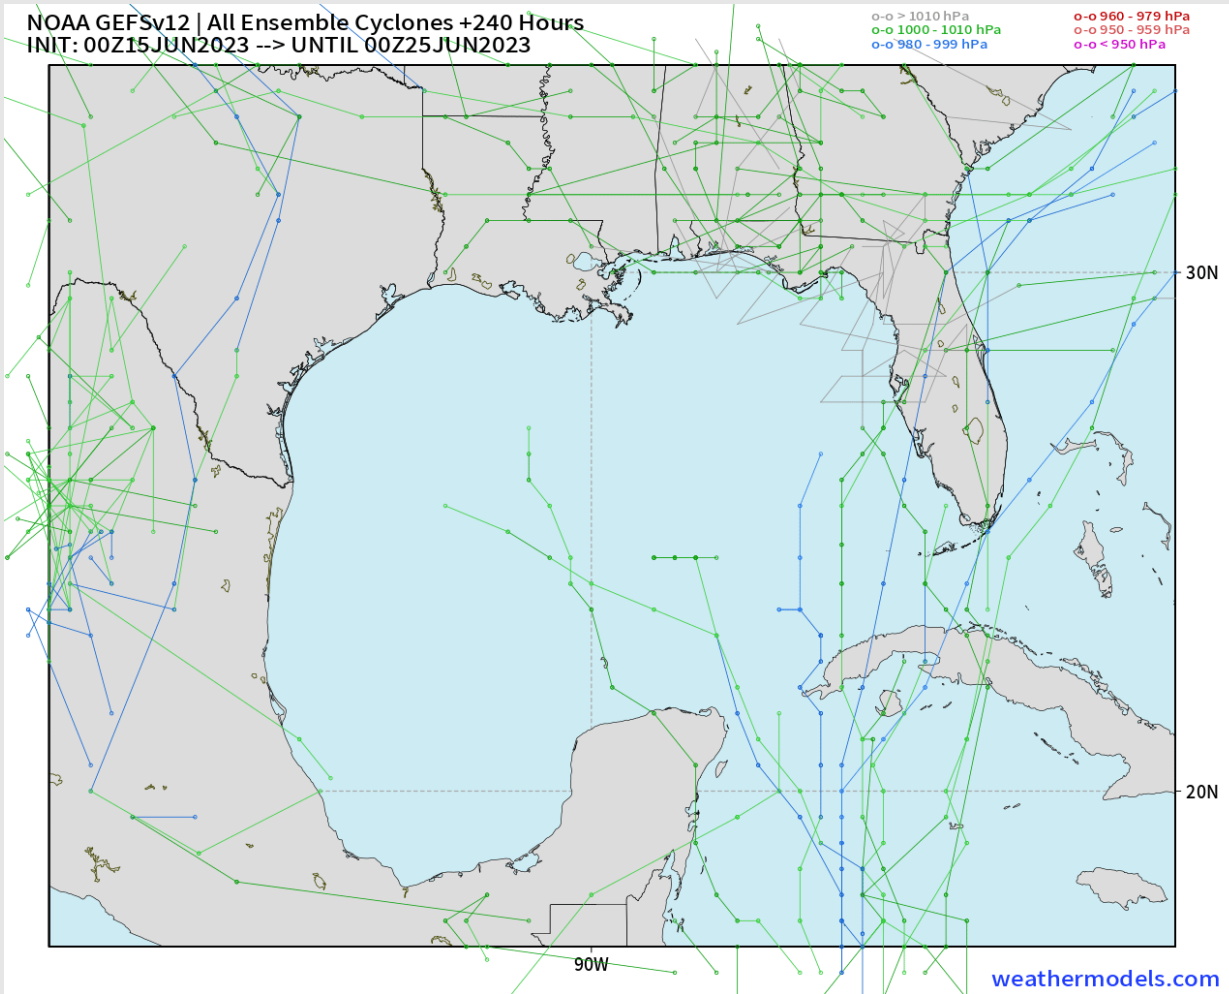 NOAA GEFSv12 | All Ensemble Cyclones +240 Hours
INIT: 00Z15JUN2023 --> UNTIL 00Z25JUN2023
o-o > 1010 hPa
o-o 1000 - 1010 hPa
o-o 980 - 999 hPa
o-o 960 - 979 hPa
o-o 950 - 959 hPa
o-o < 950 hPa
30N
20N
90W
weathermodels.com